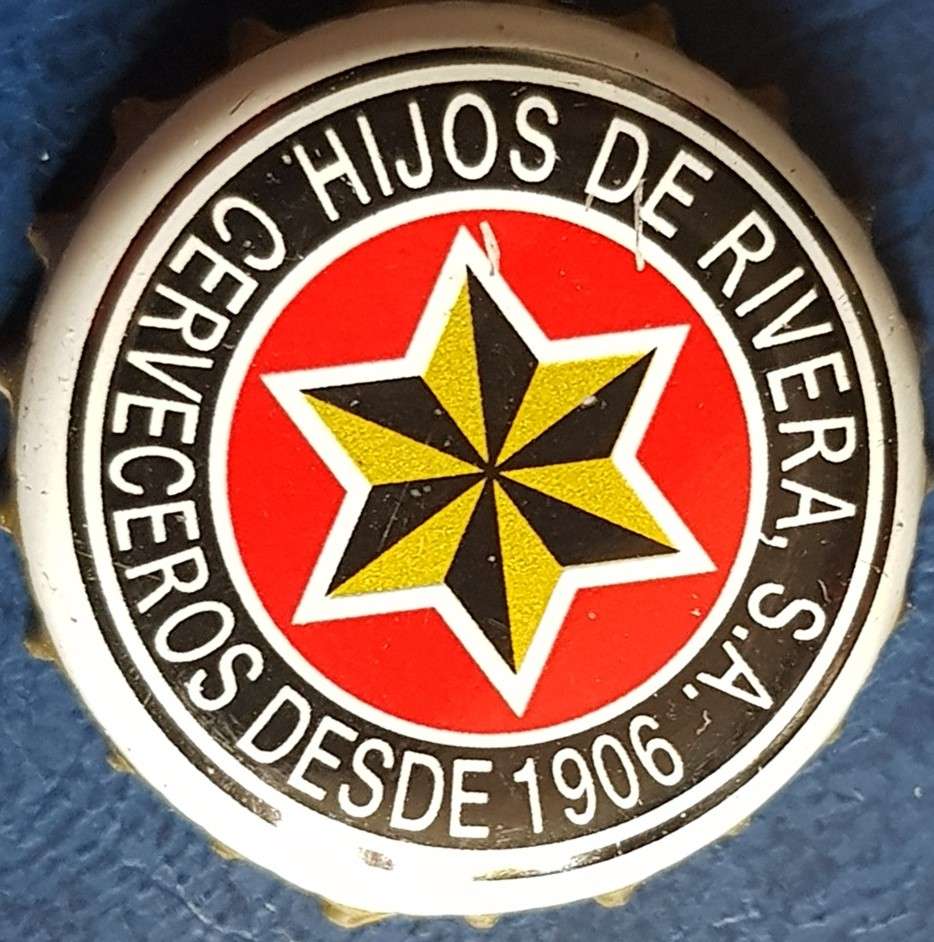 HIJOS DE RIVERA, S.A.
CERVECEROS DESDE 1906